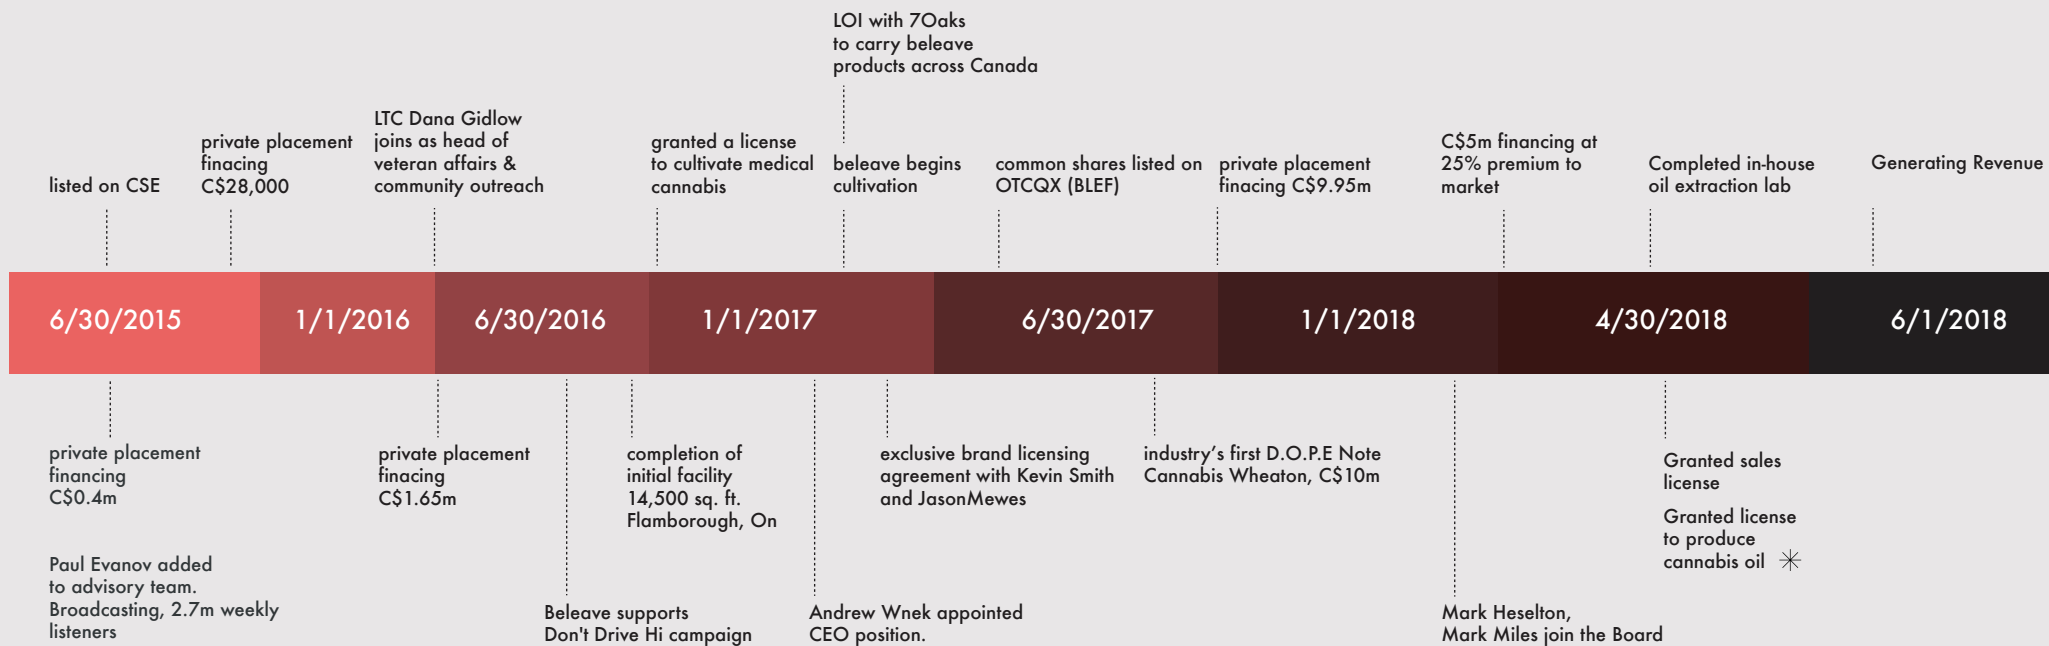 LOI with 7Oaks
to carry beleave
products across Canada
listed on CSE
private placement
finacing
C$28,000
LTC Dana Gidlow
joins as head of
veteran affairs &
community outreach
granted a license
to cultivate medical
cannabis
beleave begins
cultivation
common shares listed on
OTCQX (BLEF)
private placement
finacing C$9.95m
C$5m financing at
25% premium to
market
Completed in-house
oil extraction lab
Generating Revenue
6/30/2015
1/1/2016
6/30/2016
1/1/2017
6/30/2017
1/1/2018
4/30/2018
6/1/2018
private placement
financing
C$0.4m
Paul Evanov added
to advisory team.
Broadcasting, 2.7m weekly
listeners
private placement
finacing
C$1.65m
Beleave supports
Don't Drive Hi campaign
completion of
initial facility
14,500 sq. ft.
Flamborough, On
Andrew Wnek appointed
CEO position.
exclusive brand licensing
agreement with Kevin Smith
and JasonMewes
industry's first D.O.P.E Note
Cannabis Wheaton, C$10m
Mark Heselton,
Mark Miles join the Board
Granted sales
license
Granted license
to produce
cannabis oil